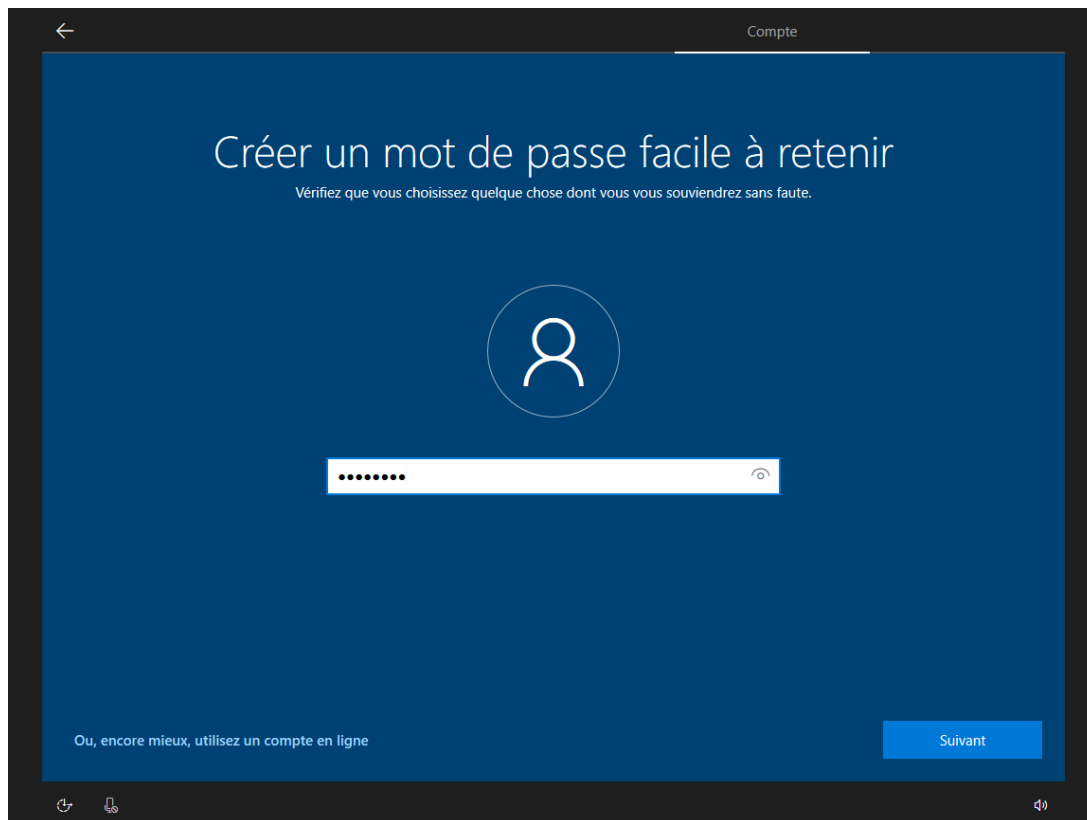 Compte
Créer un mot de passe facile à retenir
Vérifiez que vous choisissez quelque chose dont vous vous souviendrez sans faute.
••••••••
Ou, encore mieux, utilisez un compte en ligne
Suivant